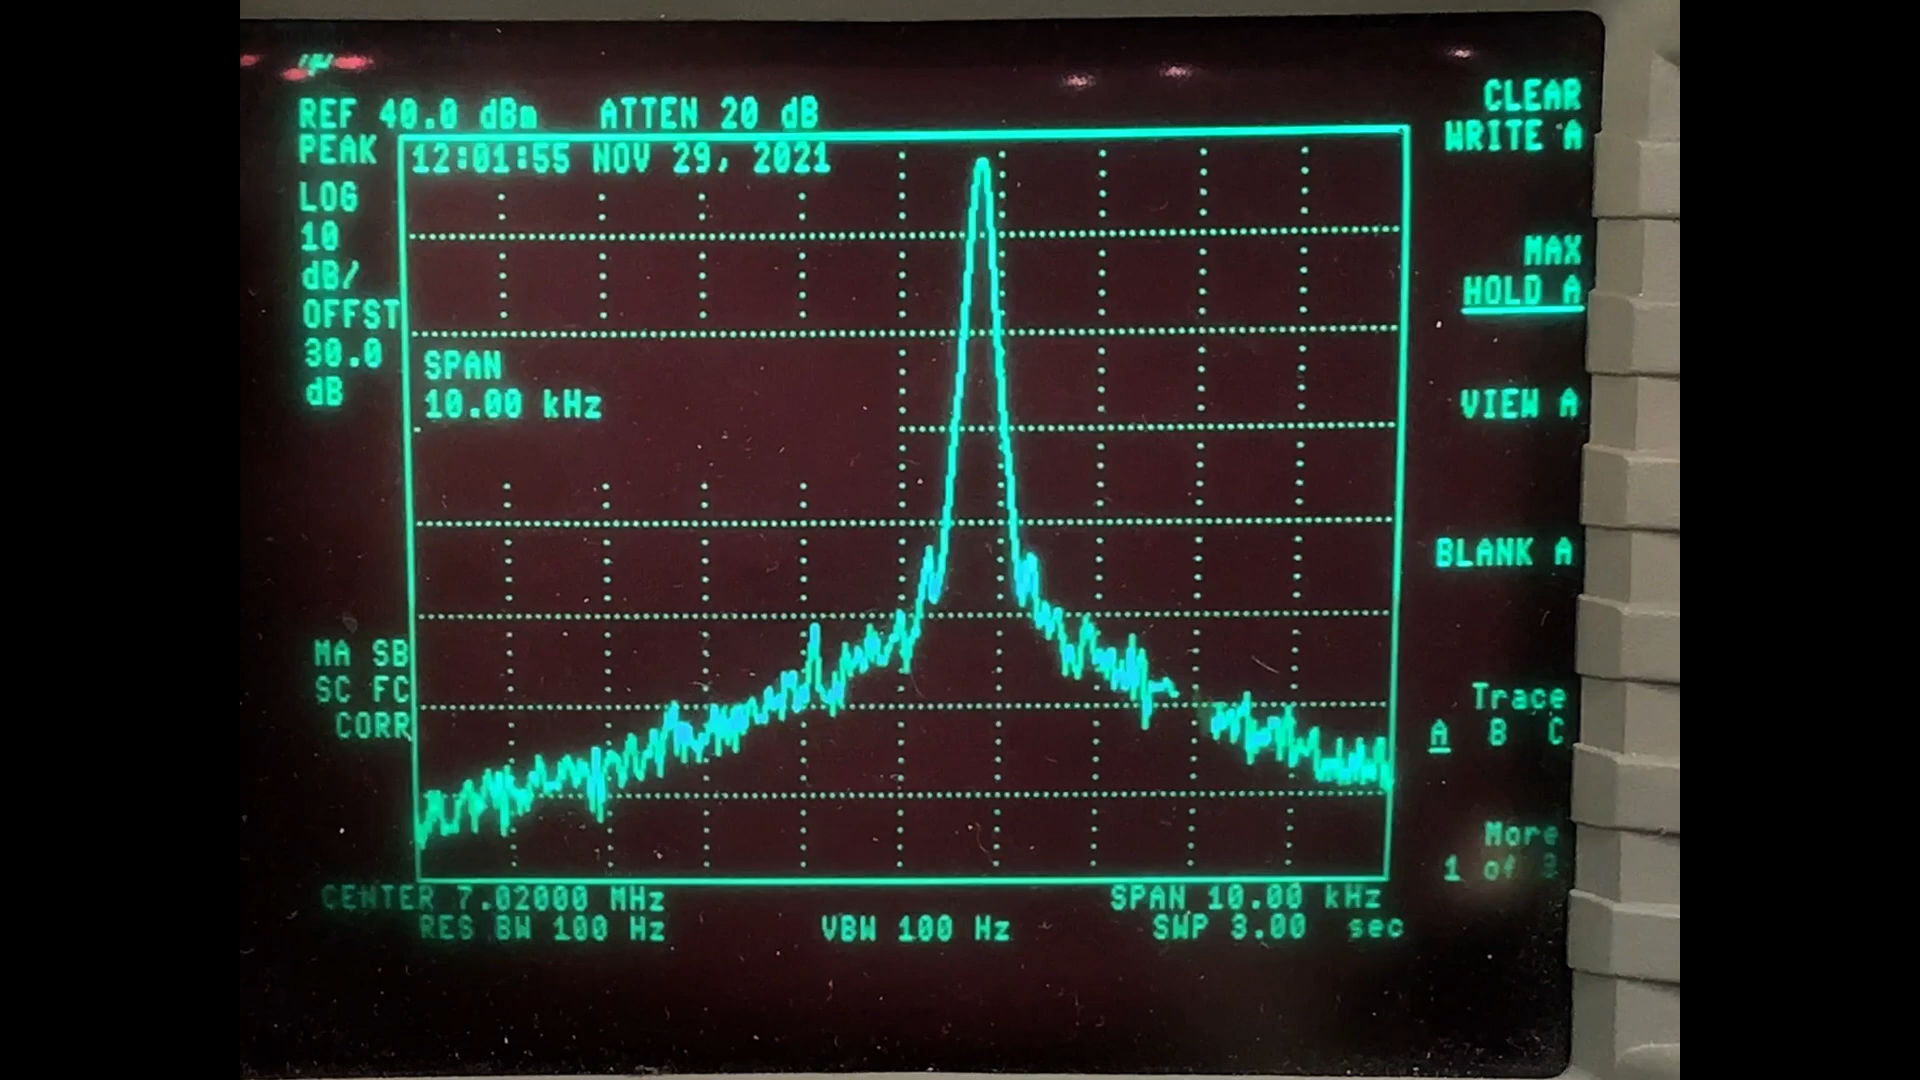 REF 40.0 dBm ATTEN 20 dB
PEAK
LOG
10
dB/
OFFST
30.0
dB
12:01:55 NOV 29, 2021
SPAN
10.00 kHz
MA SB
SC FC
CORR
CENTER 7.02000 MHz
SPAN 10.00 kHz
RES BW 100 Hz
VBW 100 Hz
SWP 3.00 sec
CLEAR
WRITE A
MAX
HOLD A
VIEW A
BLANK A
Trace
A B C
More
1 of 3